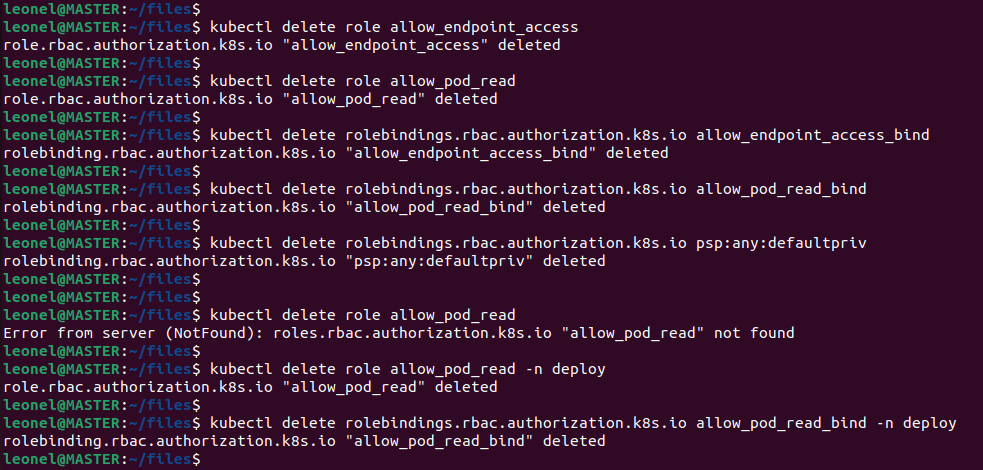 leonel@MASTER:~/files$
leonel@MASTER:~/files$ kubectl delete role allow_endpoint_access
role.rbac.authorization.k8s.io "allow_endpoint_access" deleted
leonel@MASTER:~/files$
leonel@MASTER:~/files$ kubectl delete role allow_pod_read
role.rbac.authorization.k8s.io "allow_pod_read" deleted
leonel@MASTER:~/files$
leonel@MASTER:~/files$ kubectl delete rolebindings.rbac.authorization.k8s.io allow_endpoint_access_bind
rolebinding.rbac.authorization.k8s.io "allow_endpoint_access_bind" deleted
leonel@MASTER:~/files$
leonel@MASTER:~/files$ kubectl delete rolebindings.rbac.authorization.k8s.io allow_pod_read_bind
rolebinding.rbac.authorization.k8s.io "allow_pod_read_bind" deleted
leonel@MASTER:~/files$
leonel@MASTER:~/files$ kubectl delete rolebindings.rbac.authorization.k8s.io psp:any:defaultpriv
rolebinding.rbac.authorization.k8s.io "psp:any:defaultpriv" deleted
leonel@MASTER:~/files$
leonel@MASTER:~/files$
leonel@MASTER:~/files$ kubectl delete role allow_pod_read
Error from server (NotFound): roles.rbac.authorization.k8s.io "allow_pod_read" not found
leonel@MASTER:~/files$
leonel@MASTER:~/files$ kubectl delete role allow_pod_read -n deploy
role.rbac.authorization.k8s.io "allow_pod_read" deleted
leonel@MASTER:~/files$
leonel@MASTER:~/files$ kubectl delete rolebindings.rbac.authorization.k8s.io allow_pod_read_bind -n deploy
rolebinding.rbac.authorization.k8s.io "allow_pod_read_bind" deleted
leonel@MASTER:~/files$